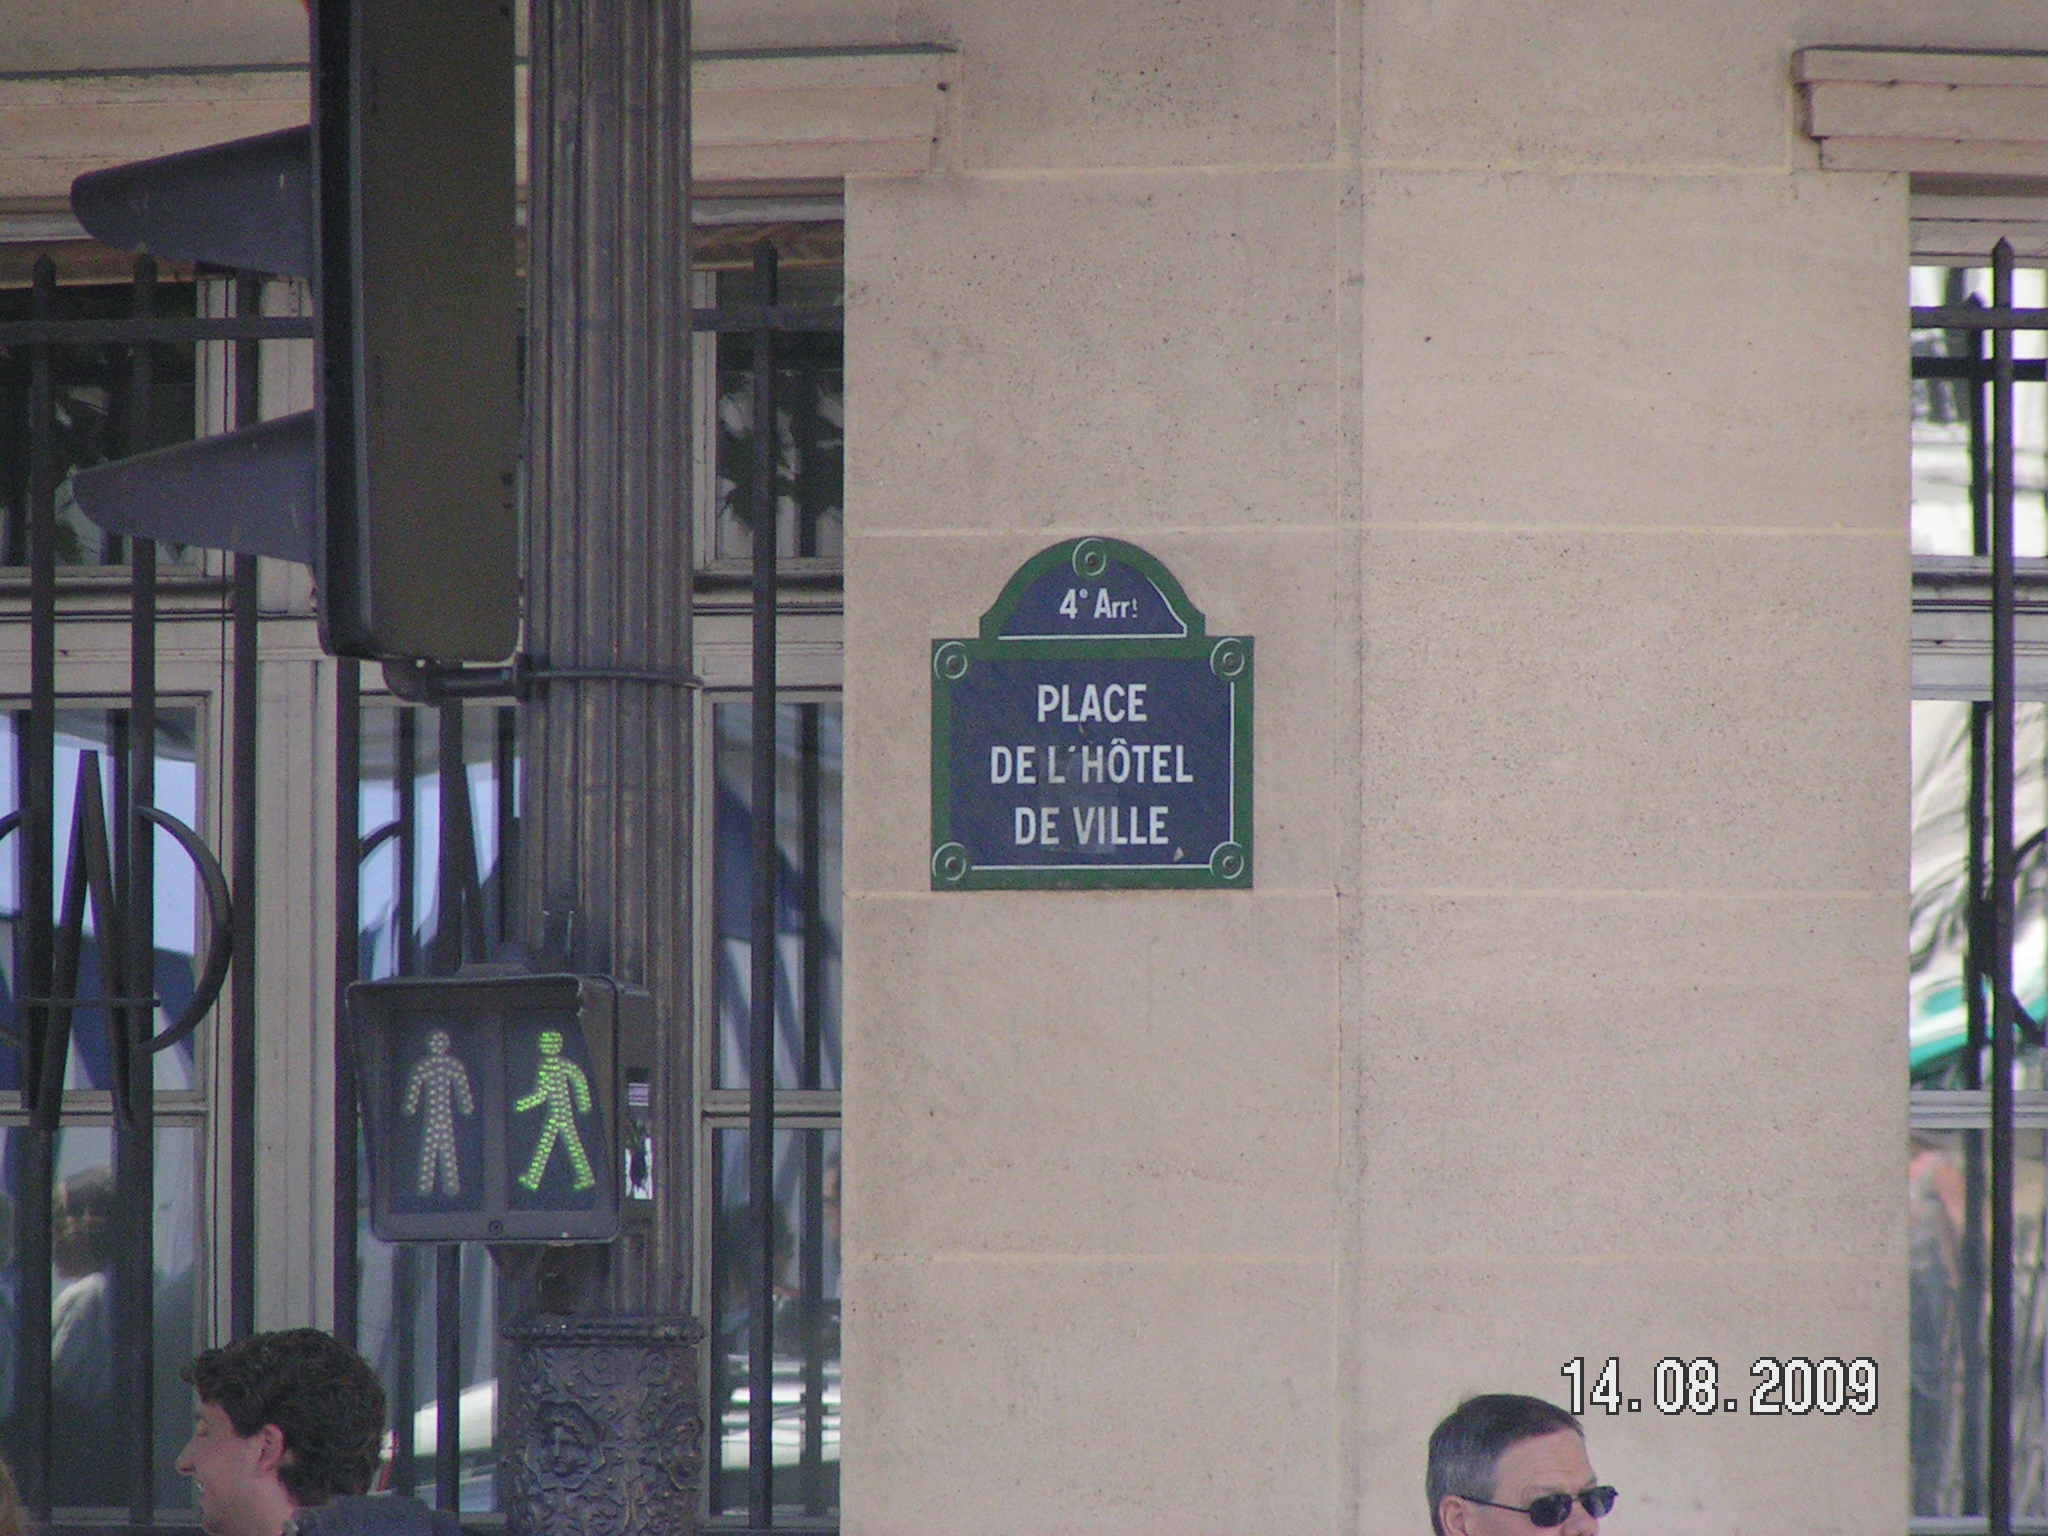 4e Arrt
PLACE
DE L'HÔTEL
DE VILLE
14.08.2009